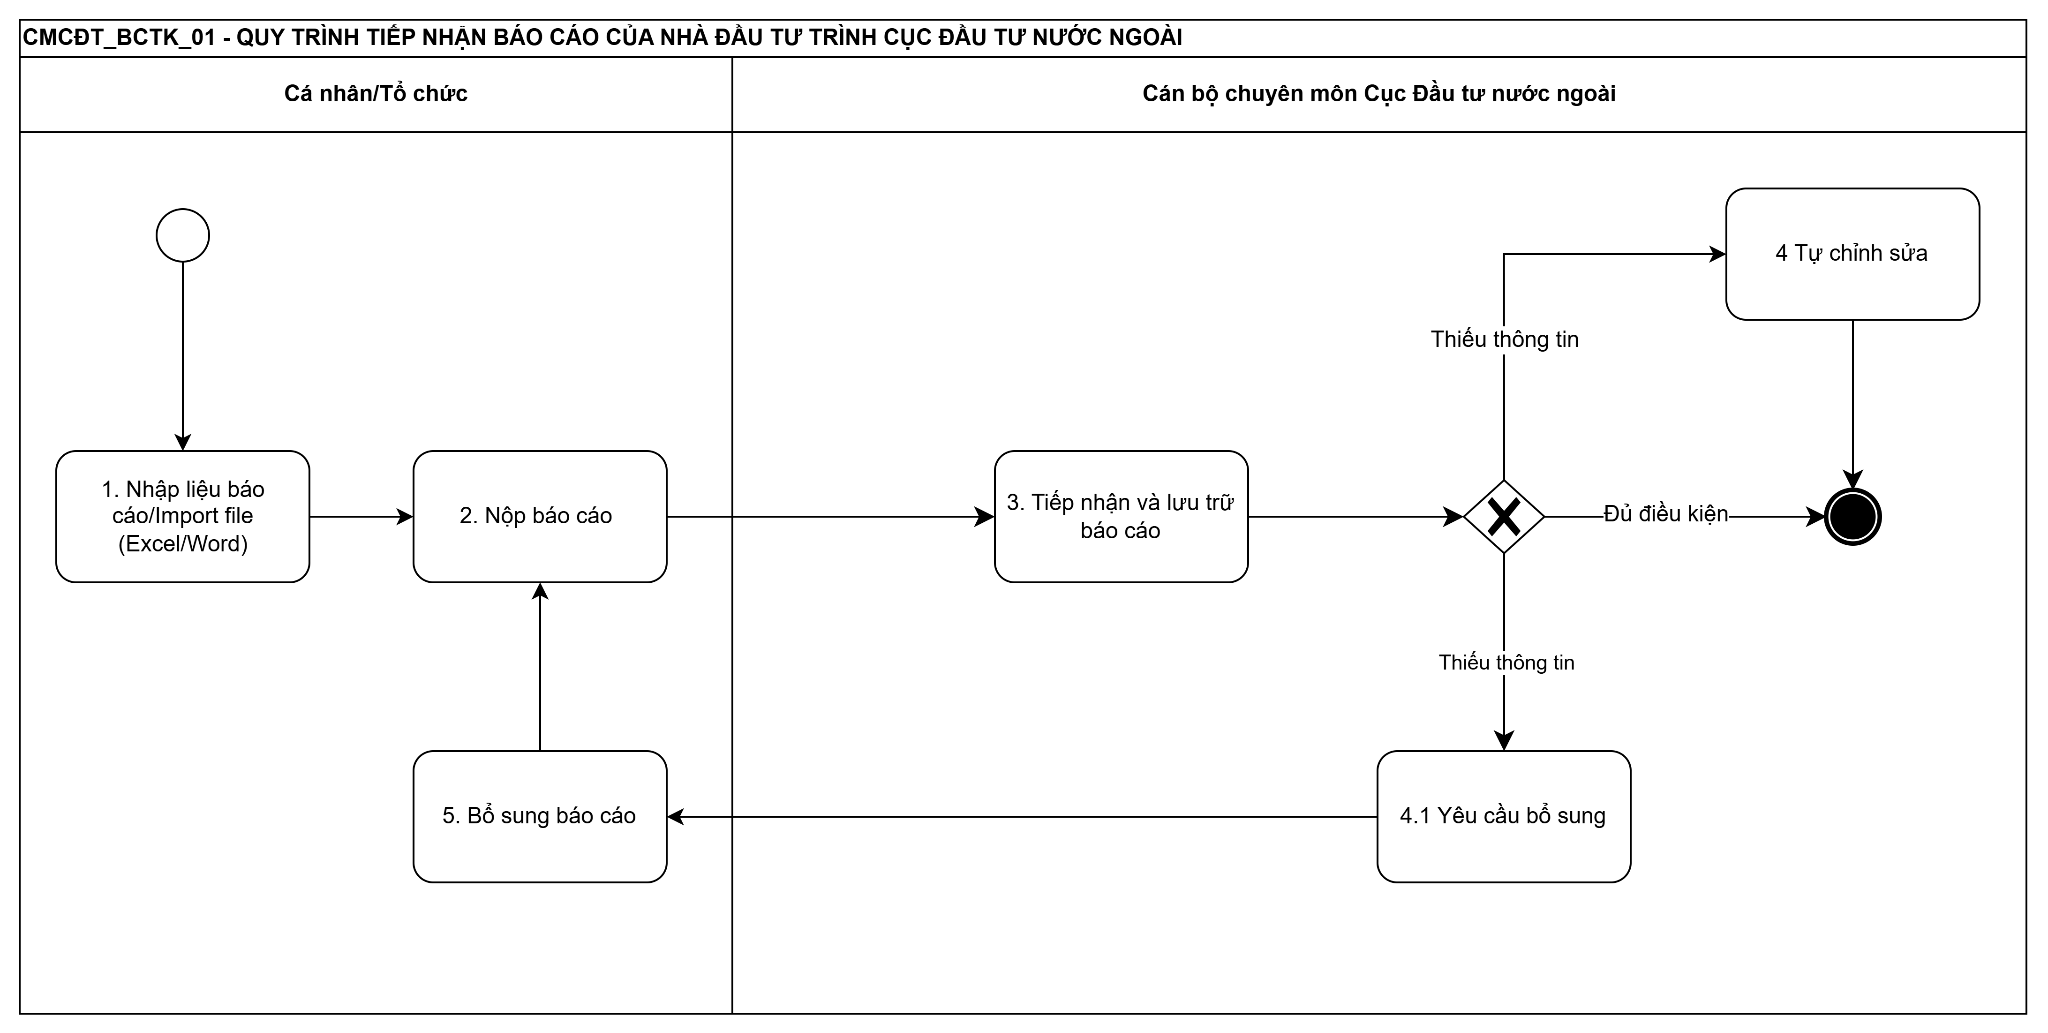 CMCĐT_BCTK_01 - QUY TRÌNH TIẾP NHẬN BÁO CÁO CỦA NHÀ ĐẦU TƯ TRÌNH CỤC ĐẦU TƯ NƯỚC NGOÀI
Cá nhân/Tổ chức
Cán bộ chuyên môn Cục Đầu tư nước ngoài
4 Tự chỉnh sửa
Thiếu thông tin
1. Nhập liệu báo
cáo/Import file
(Excel/Word)
2. Nộp báo cáo
3. Tiếp nhận và lưu trữ
báo cáo
Đủ điều kiện
Thiếu thông tin
5. Bổ sung báo cáo
4.1 Yêu cầu bổ sung